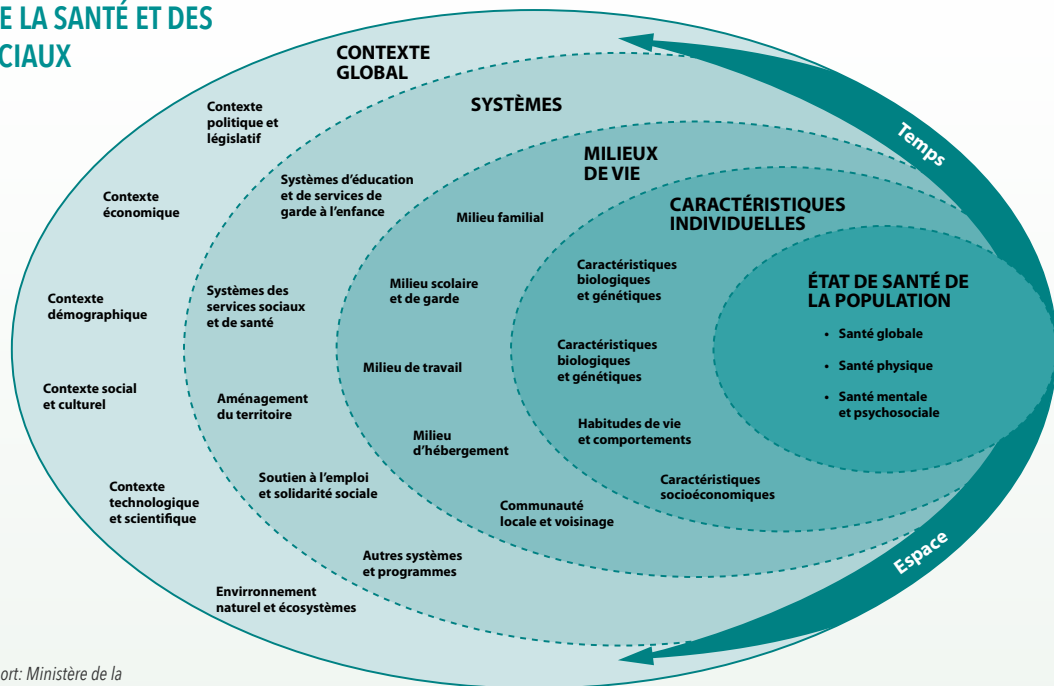 E LA SANTÉ ET DES
CIAUX
CONTEXTE
GLOBAL
Contexte
politique et
législatif
Contexte
économique
Contexte
démographique
Contexte social
et culturel
Contexte
technologique
et scientifique
Envirronnement
naturel et écosystèmes
SYSTÈMES
Systèmes d'éducation
et de services de
garde à l'enfance
Systèmes des
services sociaux
et de santé
Aménagement
du territoire
Soutien à l'emploi
et solidarité sociale
Autres systèmes
et programmes
MILIEUX
DE VIE
Milieu familial
Milieu scolaire
et de garde
Milieu de travail
Milieu
d'hébergement
Communauté
locale et voisinage
CARACTÉRISTIQUES
INDIVIDUELLES
Caractéristiques
biologiques
et génétiques
Caractéristiques
biologiques
et génétiques
Habitudes de vie
et comportements
Caractéristiques
socioéconomiques
ÉTAT DE SANTÉ DE
LA POPULATION
• Santé globale
• Santé physique
• Santé mentale
et psychosociale
Temps
Espace
ort: Ministère de la